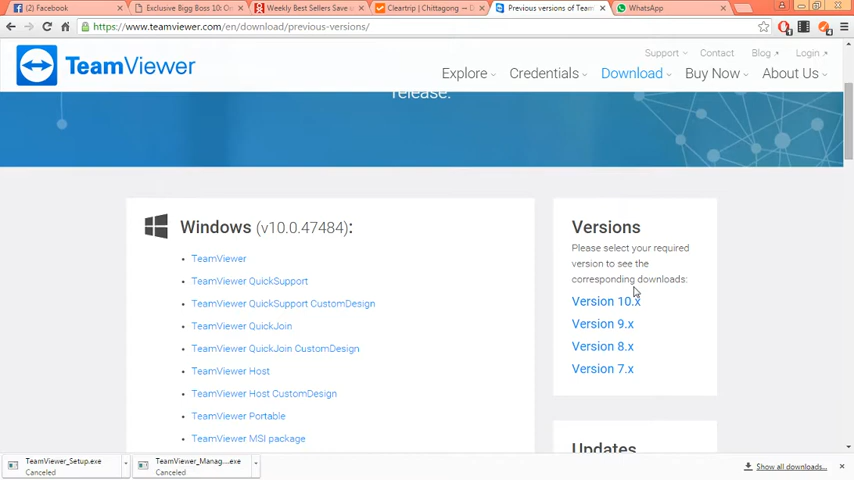 (2) Facebook
Exclusive Bigg Boss 10: O
Weekly Best Sellers Save u
Cleartrip | Chittagong — D
Previous versions of Team
WhatsApp
https://www.teamviewer.com/en/download/previous-versions/
Support
Contact
Blog
Login
TeamViewer
Explore
Credentials
Download
Buy Now
About Us
release.
Windows (v10.0.47484):
TeamViewer
TeamViewer QuickSupport
TeamViewer QuickSupport CustomDesign
TeamViewer QuickJoin
TeamViewer QuickJoin CustomDesign
TeamViewer Host
TeamViewer Host CustomDesign
TeamViewer Portable
TeamViewer MSI package
Versions
Please select your required
version to see the
corresponding downloads:
Version 10.x
Version 9.x
Version 8.x
Version 7.x
Updates
TeamViewer_Setup.exe
Canceled
TeamViewer_Manag....exe
Canceled
Show all downloads...